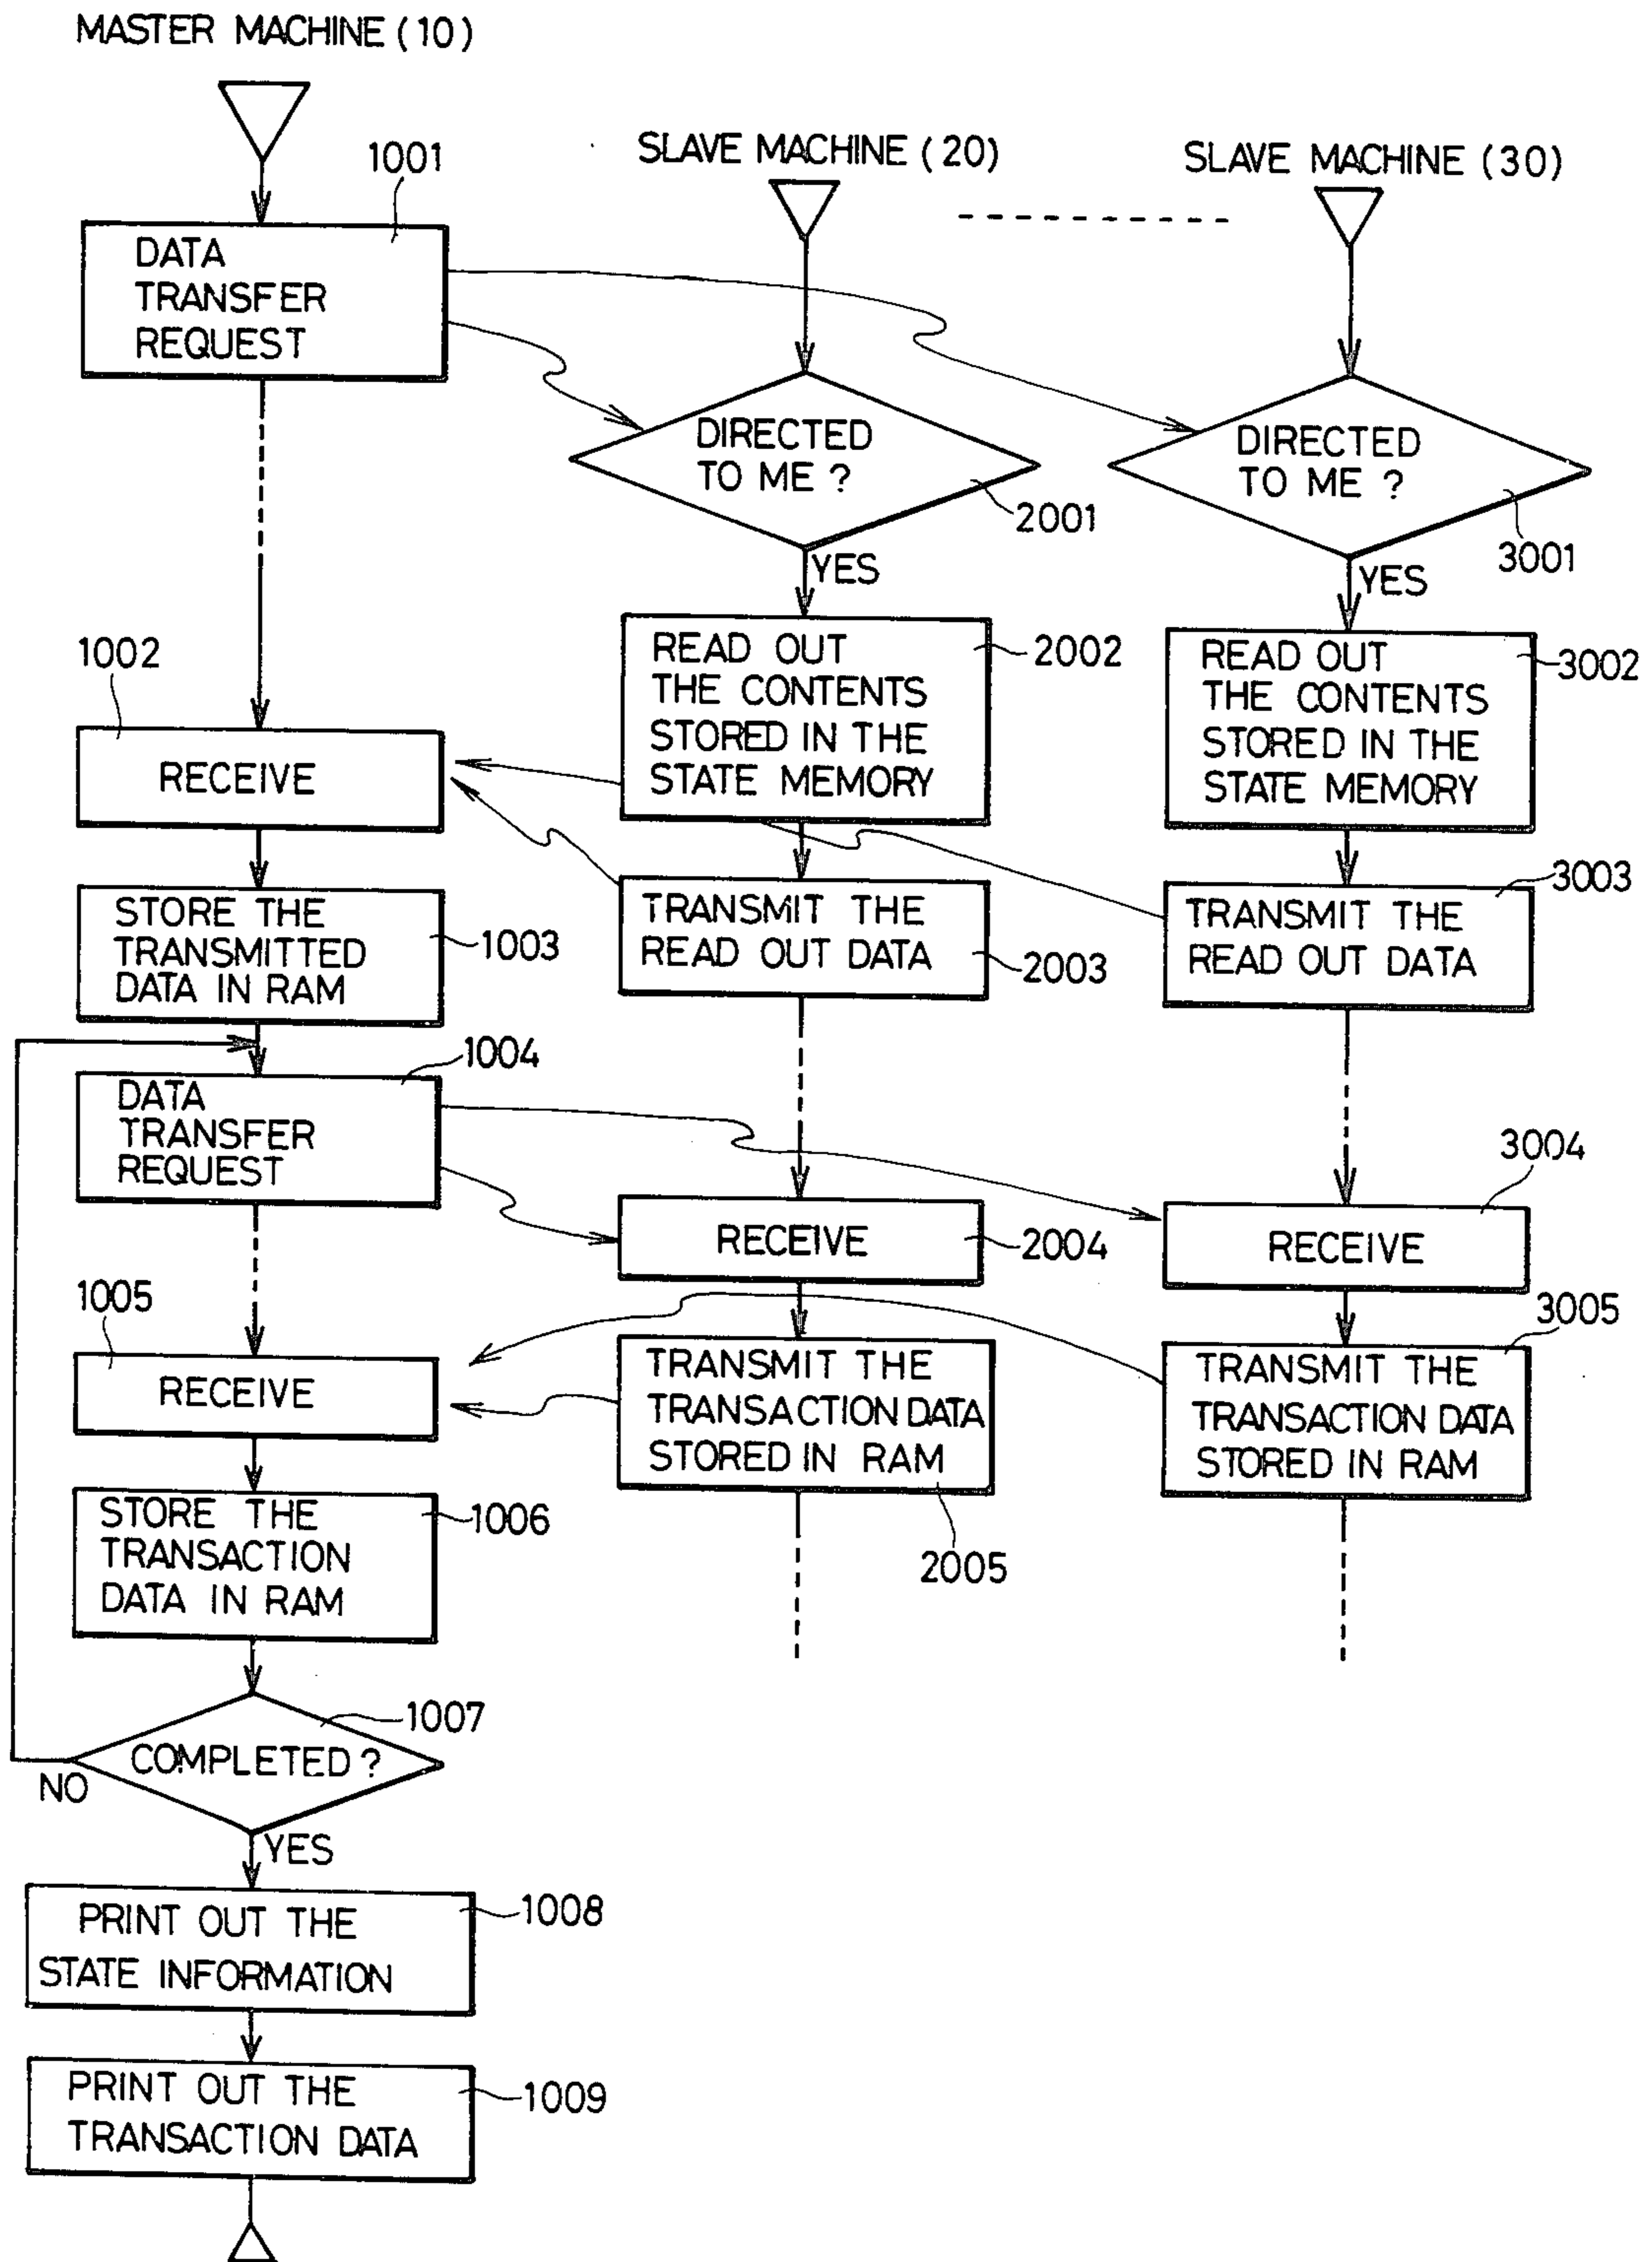 MASTER MACHINE (10)
1001
DATA
TRANSFER
REQUEST
1002
RECEIVE
STORE THE
TRANSMITTED
DATA IN RAM
1003
1004
DATA
TRANSFER
REQUEST
1005
RECEIVE
STORE THE
TRANSACTION
DATA IN RAM
1006
1007
COMPLETED ?
NO
YES
PRINT OUT THE
STATE INFORMATION
1008
PRINT OUT THE
TRANSACTION DATA
1009
SLAVE MACHINE (20)
DIRECTED
TO ME ?
2001
YES
READ OUT
THE CONTENTS
STORED IN THE
STATE MEMORY
2002
TRANSMIT THE
READ OUT DATA
2003
RECEIVE
2004
TRANSMIT THE
TRANSACTION DATA
STORED IN RAM
2005
SLAVE MACHINE (30)
DIRECTED
TO ME ?
3001
YES
READ OUT
THE CONTENTS
STORED IN THE
STATE MEMORY
3002
3003
TRANSMIT THE
READ OUT DATA
3004
RECEIVE
3005
TRANSMIT THE
TRANSACTION DATA
STORED IN RAM